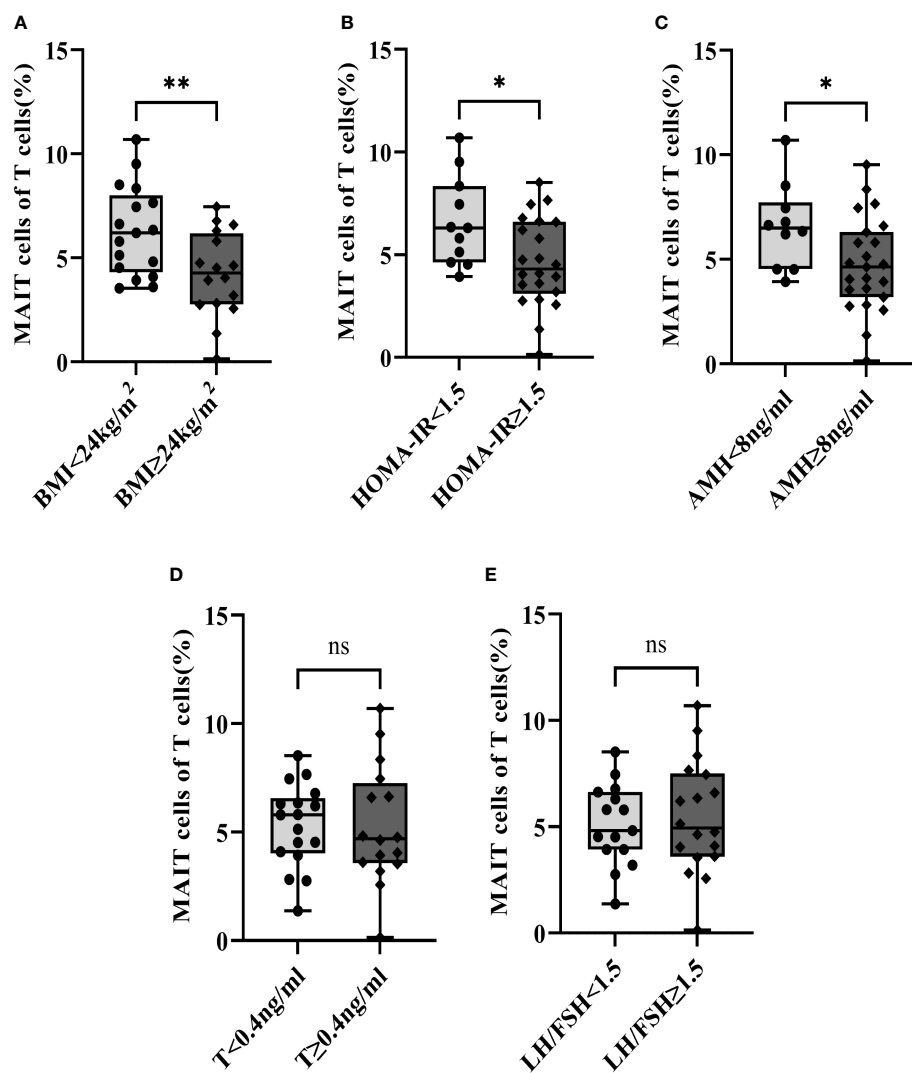 A
MAIT cells of T cells(%)
15
10
5
0
**
BMI<24kg/m²
BMI≥24kg/m²
B
MAIT cells of T cells(%)
15
10
5
0
*
HOMA-IR<1.5
HOMA-IR≥1.5
C
MAIT cells of T cells(%)
15
10
5
0
*
AMH<8ng/ml
AMH≥8ng/ml
D
MAIT cells of T cells(%)
15
10
5
0
ns
T<0.4ng/ml
T≥0.4ng/ml
E
MAIT cells of T cells(%)
15
10
5
0
ns
LH/FSH<1.5
LH/FSH≥1.5